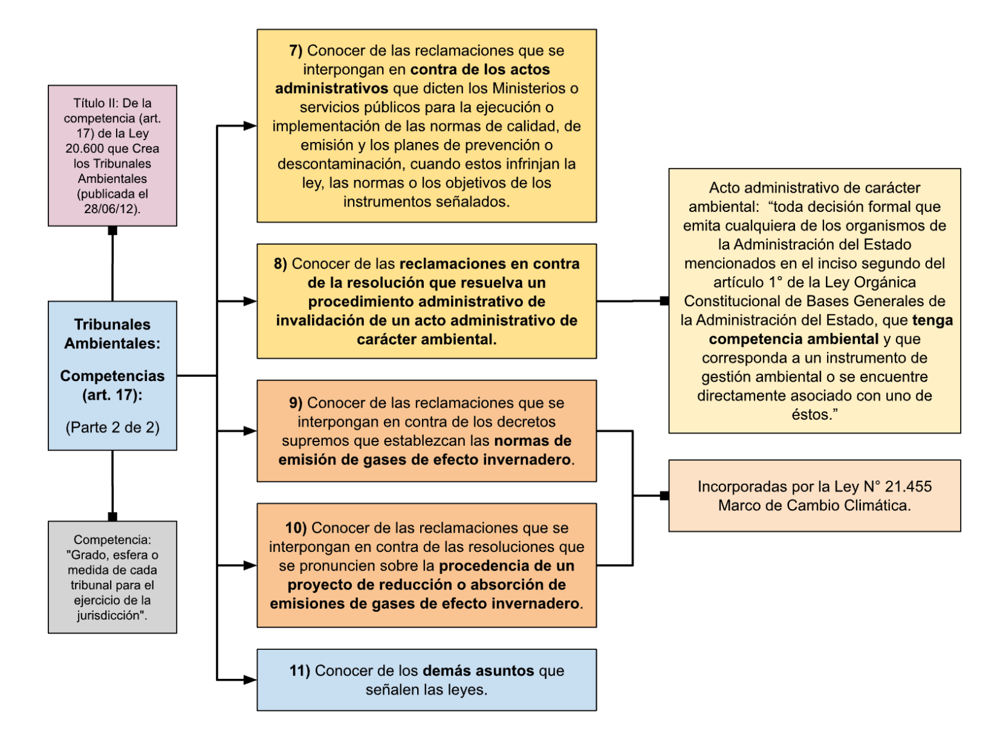 Título II: De la
competencia (art.
17) de la Ley
20.600 que Crea
los Tribunales
Ambientales
(publicada el
28/06/12).
Tribunales
Ambientales:
Competencias
(art. 17):
(Parte 2 de 2)
Competencia:
"Grado, esfera o
medida de cada
tribunal para el
ejercicio de la
jurisdicción".
7) Conocer de las reclamaciones que se
interpongan en contra de los actos
administrativos que dicten los Ministerios o
servicios públicos para la ejecución o
implementación de las normas de calidad, de
emisión y los planes de prevención o
descontaminación, cuando estos infrinjan la
ley, las normas o los objetivos de los
instrumentos señalados.
8) Conocer de las reclamaciones en contra
de la resolución que resuelva un
procedimiento administrativo de
invalidación de un acto administrativo de
carácter ambiental.
9) Conocer de las reclamaciones que se
interpongan en contra de los decretos
supremos que establezcan las normas de
emisión de gases de efecto invernadero.
10) Conocer de las reclamaciones que se
interpongan en contra de las resoluciones que
se pronuncien sobre la procedencia de un
proyecto de reducción o absorción de
emisiones de gases de efecto invernadero.
11) Conocer de los demás asuntos que
señalen las leyes.
Acto administrativo de carácter
ambiental:  “toda decisión formal que
emita cualquiera de los organismos de
la Administración del Estado
mencionados en el inciso segundo del
artículo 1° de la Ley Orgánica
Constitucional de Bases Generales de
la Administración del Estado, que tenga
competencia ambiental y que
corresponda a un instrumento de
gestión ambiental o se encuentre
directamente asociado con uno de
éstos.”
Incorporadas por la Ley N° 21.455
Marco de Cambio Climática.